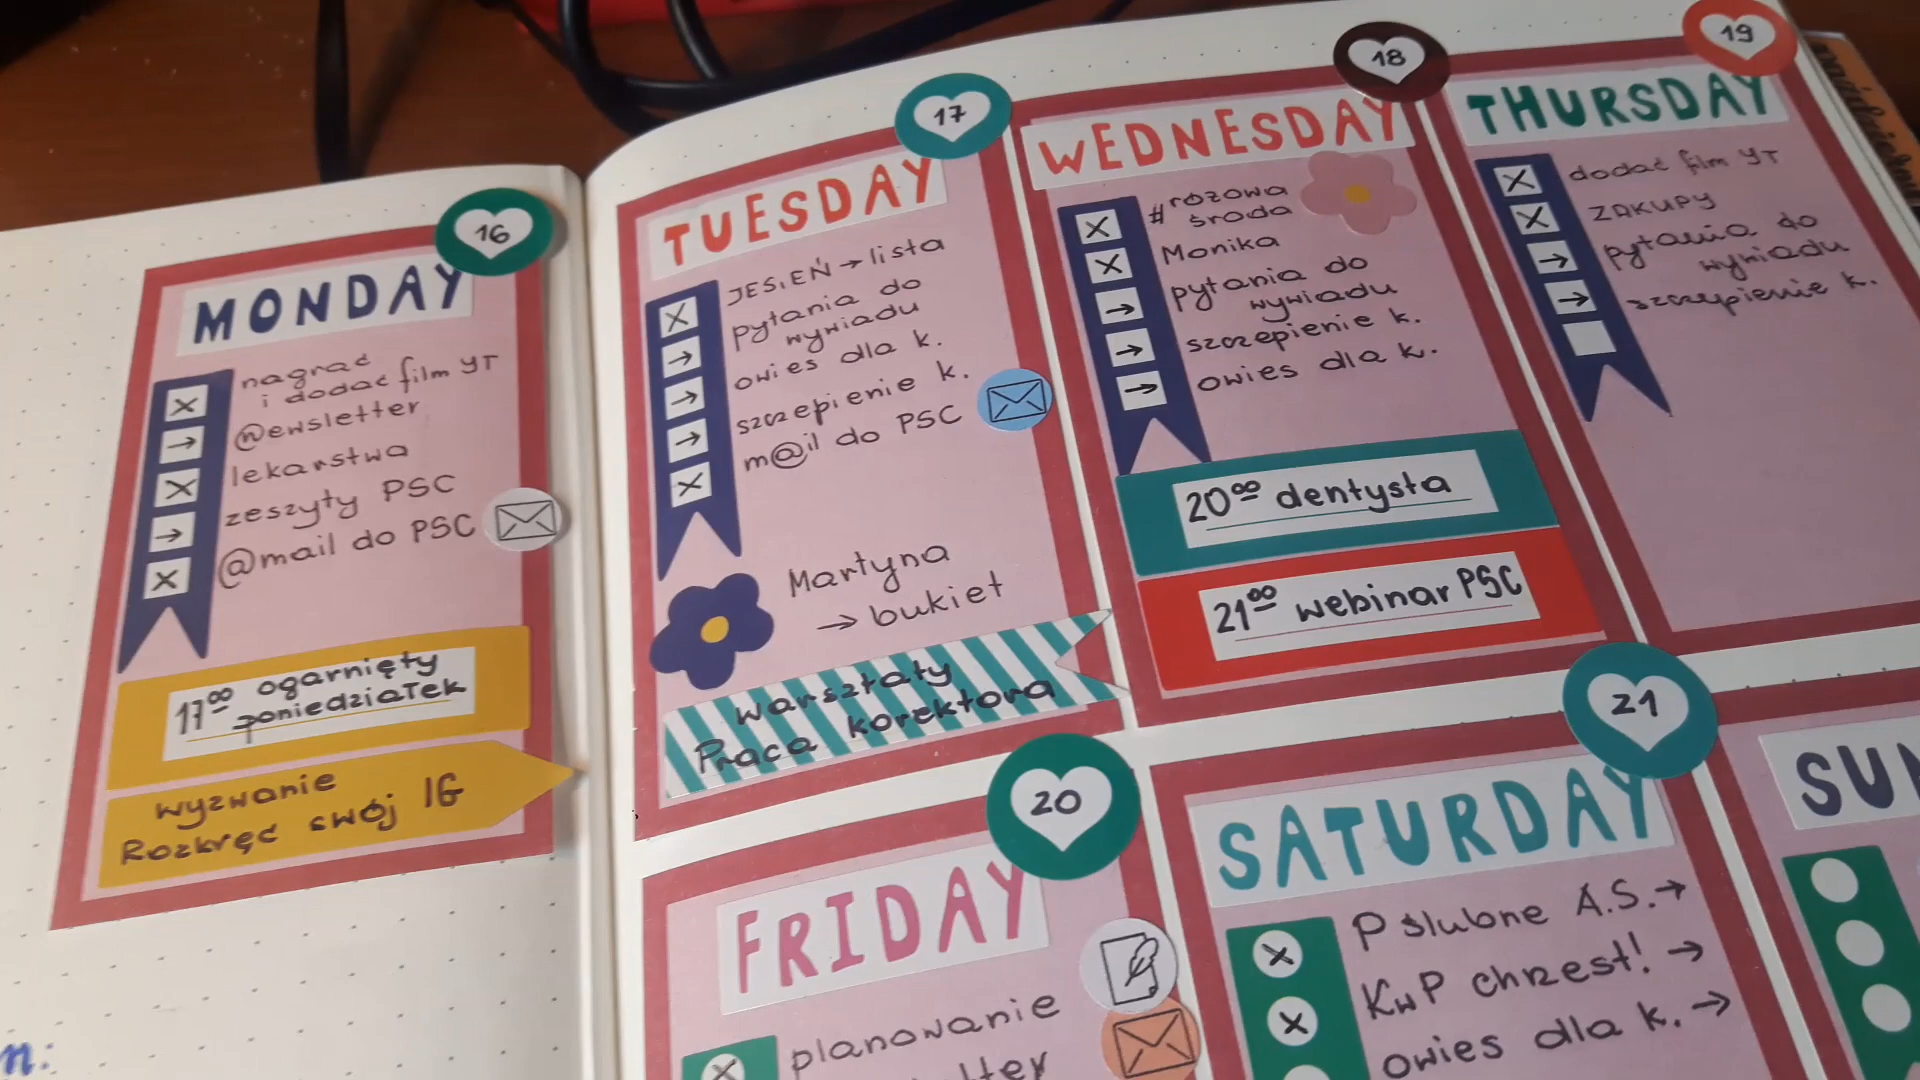 16
MONDAY
nagrać
i dodać film YT
@ewsletter
lekarstwa
zeszyty PSC
@mail do PSC
17⁰⁰ ogarnięty
poniedziaTek
wyzwanie
Rozkręć swój IG
17
TUESDAY
JESIEŃ → lista
pytania do
wywiadu
owies dla k.
szczepienie k.
m@il do PSC
Martyna
→ bukiet
warsztaty
Praca korektora
18
WEDNESDAY
#rozowa
środa
Monika
pytania do
wywiadu
szczepienie k.
owies dla k.
20⁰⁰ dentysta
21⁰⁰ webinar PSC
19
THURSDAY
dodać film YT
ZAKUPY
pytania do
wywiadu
szczepienie k.
20
FRIDAY
planowanie
21
SATURDAY
P ślubne A.S.→
KwP chrzest! →
owies dla k. →
SUN
n: